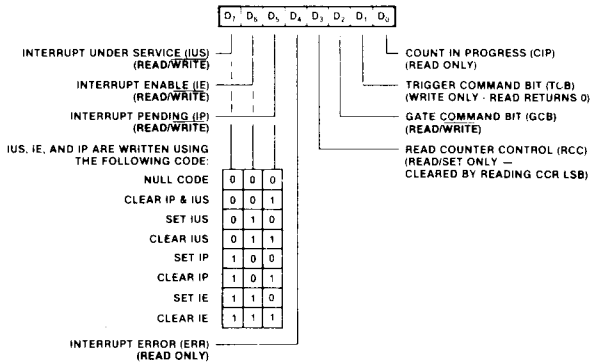 D7 D6 D5 D4 D3 D2 D1 D0
INTERRUPT UNDER SERVICE (IUS)
(READ/WRITE)
INTERRUPT ENABLE (IE)
(READ/WRITE)
INTERRUPT PENDING (IP)
(READ/WRITE)
IUS, IE, AND IP ARE WRITTEN USING
THE FOLLOWING CODE:
NULL CODE 0 0 0
CLEAR IP & IUS 0 0 1
SET IUS 0 1 0
CLEAR IUS 0 1 1
SET IP 1 0 0
CLEAR IP 1 0 1
SET IE 1 1 0
CLEAR IE 1 1 1
INTERRUPT ERROR (ERR)
(READ ONLY)
COUNT IN PROGRESS (CIP)
(READ ONLY)
TRIGGER COMMAND BIT (TCB)
(WRITE ONLY - READ RETURNS 0)
GATE COMMAND BIT (GCB)
(READ/WRITE)
READ COUNTER CONTROL (RCC)
(READ/SET ONLY —
CLEARED BY READING CCR LSB)